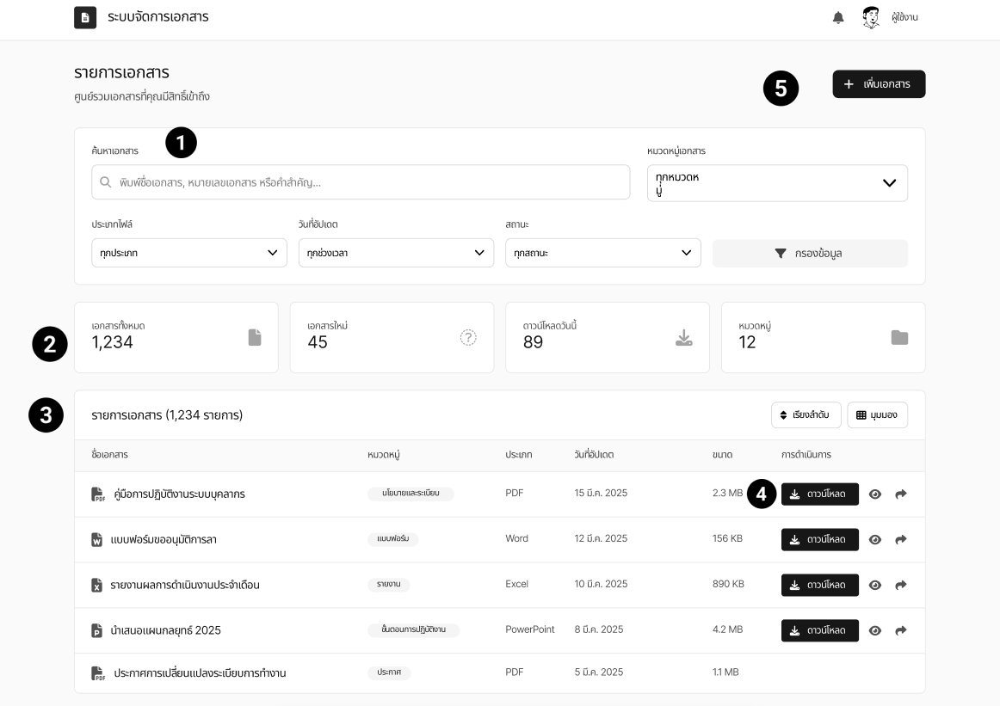 ระบบจัดการเอกสาร
ผู้ใช้งาน
รายการเอกสาร
ศูนย์รวมเอกสารที่คุณมีสิทธิ์เข้าถึง
5
+ เพิ่มเอกสาร
1
ค้นหาเอกสาร
หมวดหมู่เอกสาร
พิมพ์ชื่อเอกสาร, หมายเลขเอกสาร หรือคำสำคัญ...
ทุกหมวดห
มู่
ประเภทไฟล์
วันที่อัปเดต
สถานะ
ทุกประเภท
ทุกช่วงเวลา
ทุกสถานะ
กรองข้อมูล
2
เอกสารทั้งหมด
1,234
เอกสารใหม่
45
ดาวน์โหลดวันนี้
89
หมวดหมู่
12
3
รายการเอกสาร (1,234 รายการ)
เรียงลำดับ
มุมมอง
ชื่อเอกสาร หมวดหมู่ ประเภท วันที่อัปเดต ขนาด การดำเนินการ
PDF คู่มือการปฏิบัติงานระบบบุคลากร นโยบายและระเบียบ PDF 15 มี.ค. 2025 2.3 MB 4 ดาวน์โหลด
W แบบฟอร์มขออนุมัติการลา แบบฟอร์ม Word 12 มี.ค. 2025 156 KB ดาวน์โหลด
X รายงานผลการดำเนินงานประจำเดือน รายงาน Excel 10 มี.ค. 2025 890 KB ดาวน์โหลด
P นำเสนอแผนกลยุทธ์ 2025 ขั้นตอนการปฏิบัติงาน PowerPoint 8 มี.ค. 2025 4.2 MB ดาวน์โหลด
PDF ประกาศการเปลี่ยนแปลงระเบียบการทำงาน ประกาศ PDF 5 มี.ค. 2025 1.1 MB